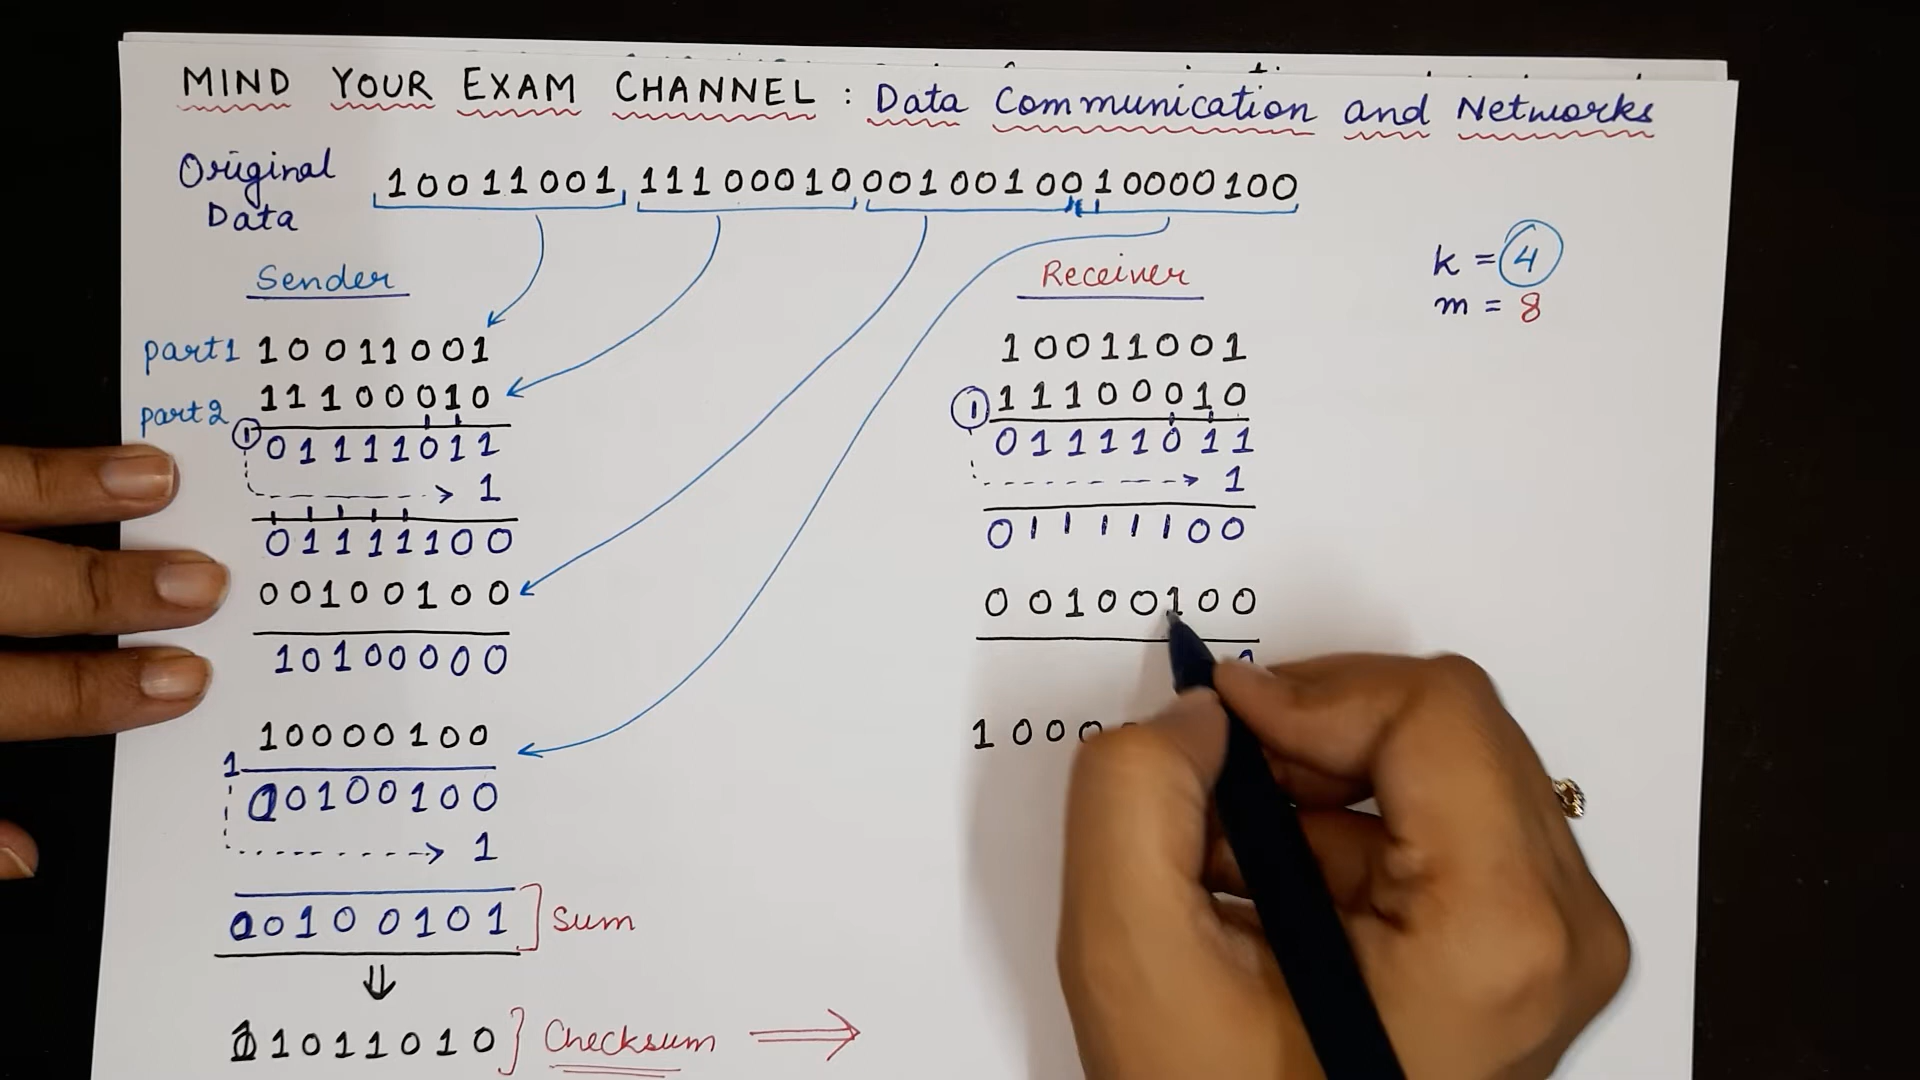 MIND YOUR EXAM CHANNEL : Data Communication and Networks
Original Data
10011001 11100010 00100100 10000100
k = 4
m = 8
Sender
part1 10011001
part2 11100010
1 01111011
1
01111100
00100100
10100000
10000100
1
00100100
1
00100101 Sum
⇓
11011010 Checksum ⇒
Receiver
10011001
11100010
1 01111011
1
01111100
00100100
1000